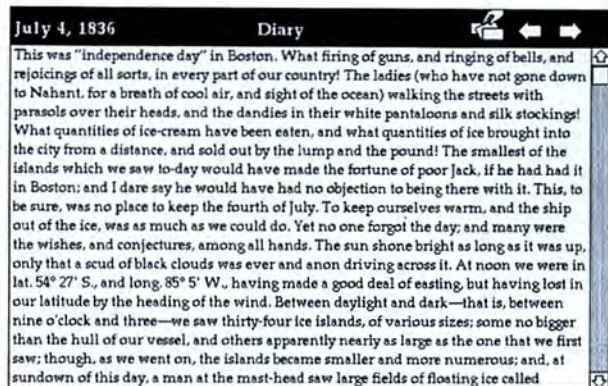 July 4, 1836 Diary
This was "independence day" in Boston. What firing of guns, and ringing of bells, and
rejoicings of all sorts, in every part of our country! The ladies (who have not gone down
to Nahant, for a breath of cool air, and sight of the ocean) walking the streets with
parasols over their heads, and the dandies in their white pantaloons and silk stockings!
What quantities of ice-cream have been eaten, and what quantities of ice brought into
the city from a distance, and sold out by the lump and the pound! The smallest of the
islands which we saw to-day would have made the fortune of poor Jack, if he had had it
in Boston; and I dare say he would have had no objection to being there with it. This, to
be sure, was no place to keep the fourth of July. To keep ourselves warm, and the ship
out of the ice, was as much as we could do. Yet no one forgot the day; and many were
the wishes, and conjectures, among all hands. The sun shone bright as long as it was up,
only that a scud of black clouds was ever and anon driving across it. At noon we were in
lat. 54° 27' S., and long. 85° 5' W., having made a good deal of easting, but having lost in
our latitude by the heading of the wind. Between daylight and dark—that is, between
nine o'clock and three—we saw thirty-four ice islands, of various sizes; some no bigger
than the hull of our vessel, and others apparently nearly as large as the one that we first
saw; though, as we went on, the islands became smaller and more numerous; and, at
sundown of this day, a man at the mast-head saw large fields of floating ice called